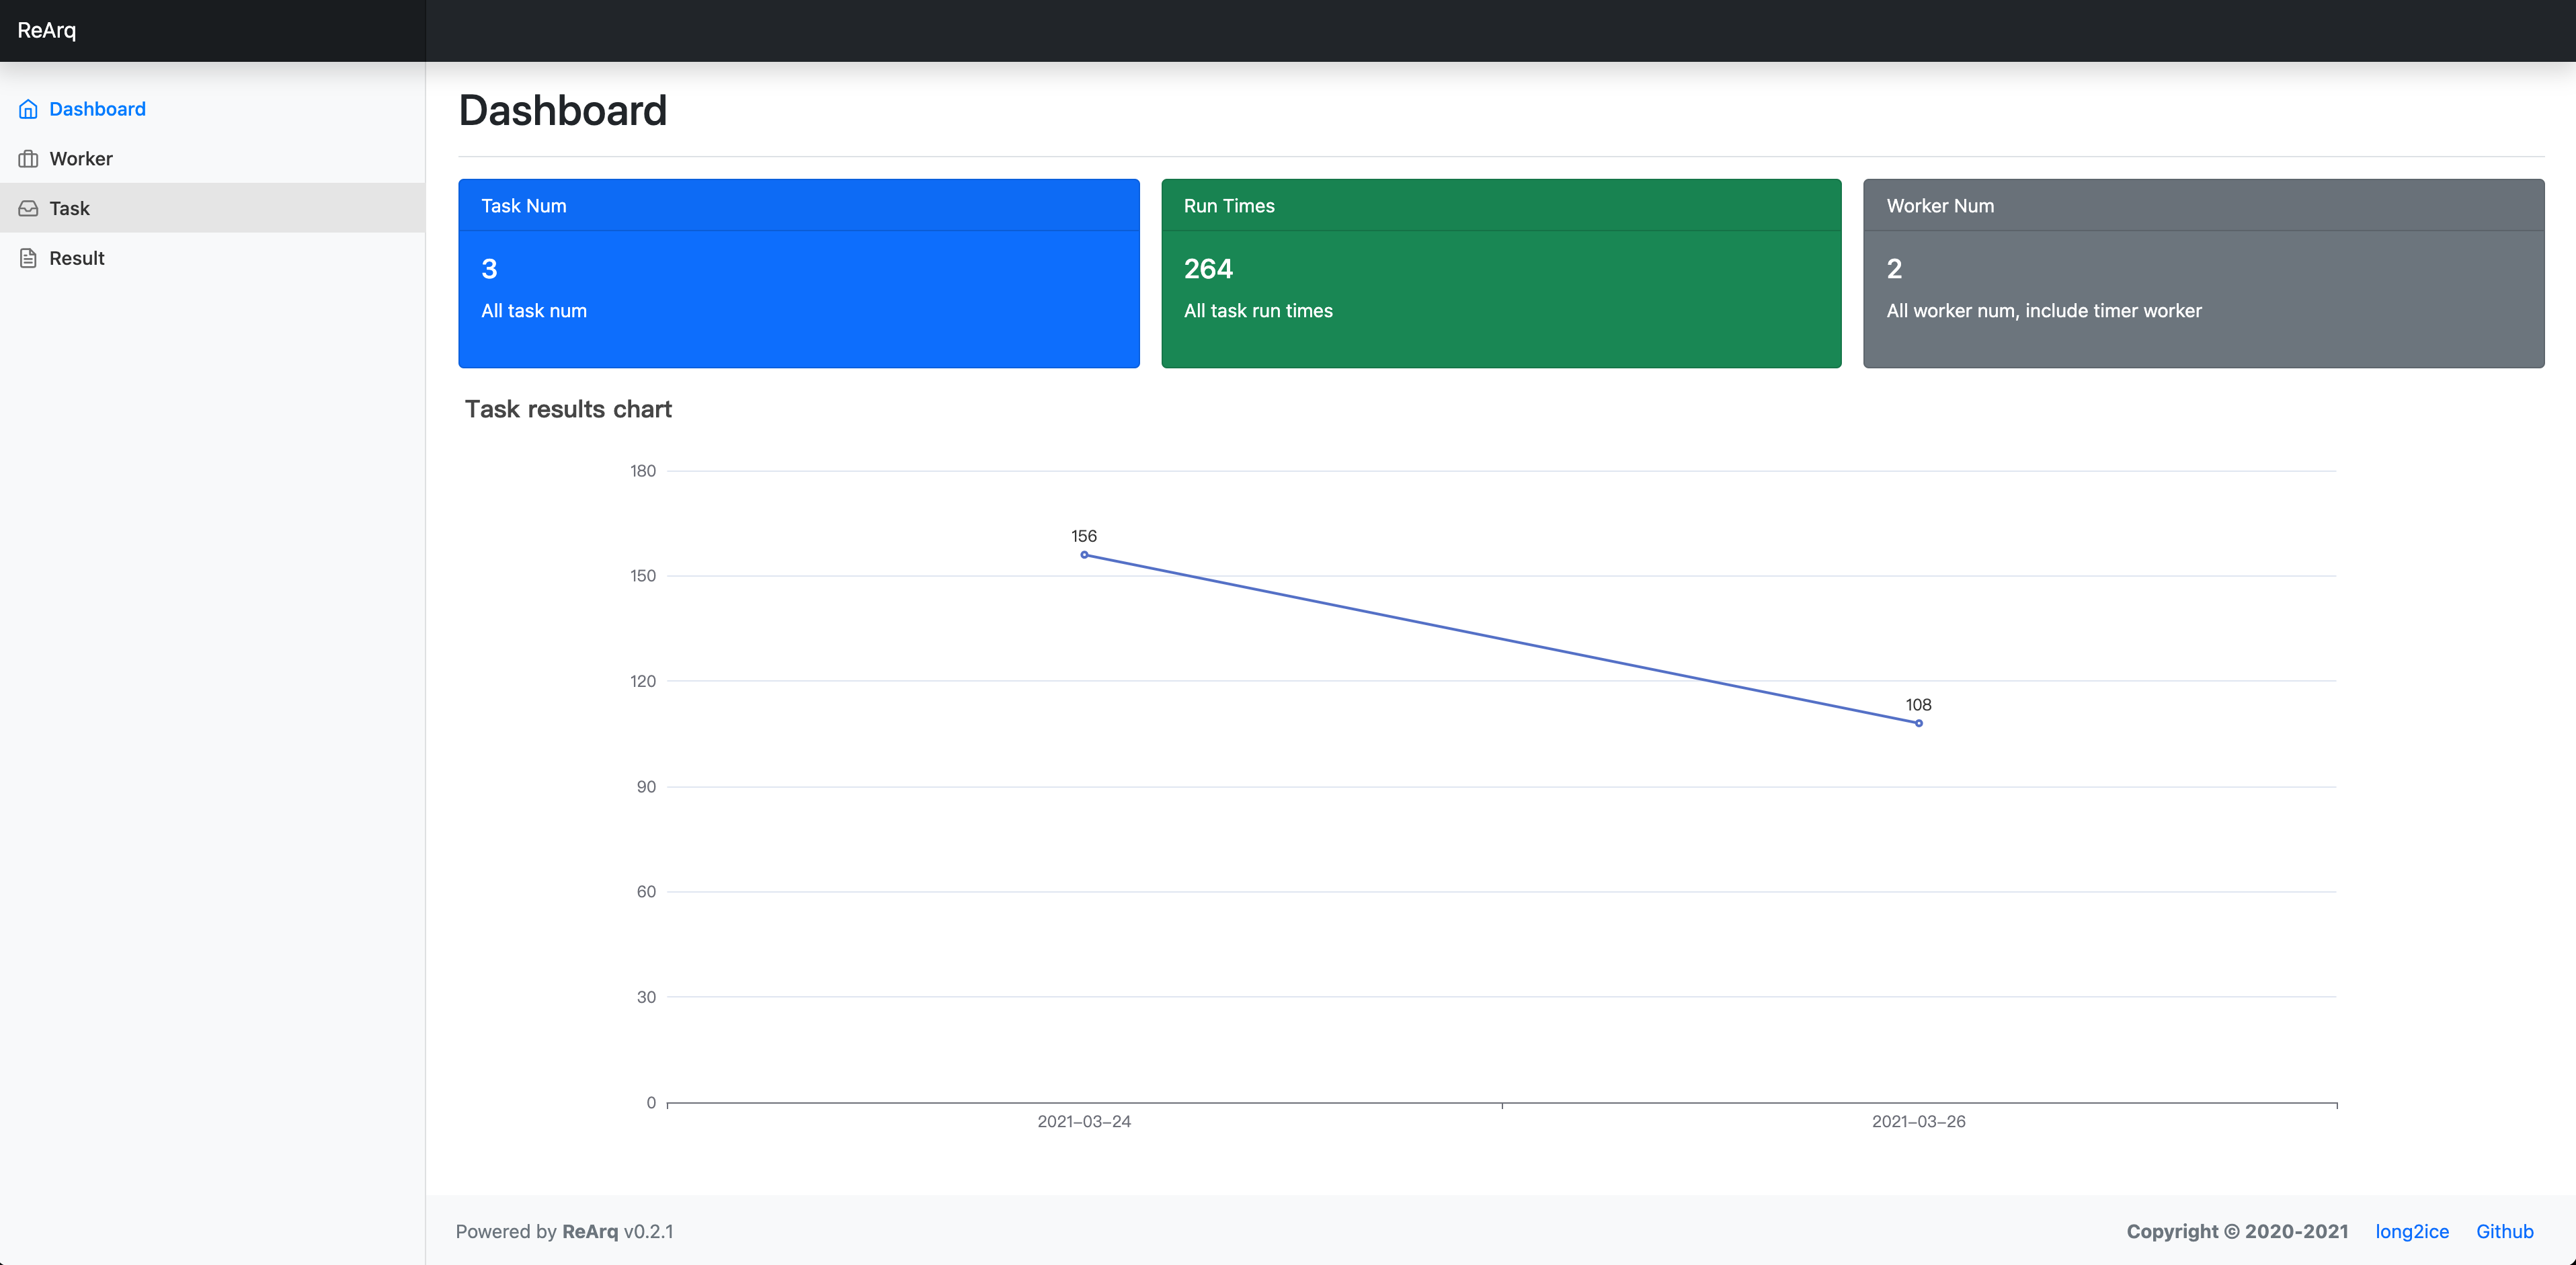 ReArq
Dashboard
Worker
Task
Result
Dashboard
Task Num
3
All task num
Run Times
264
All task run times
Worker Num
2
All worker num, include timer worker
Task results chart
180
150
120
90
60
30
0
156
108
2021-03-24
2021-03-26
Powered by ReArq v0.2.1
Copyright © 2020-2021 long2ice Github